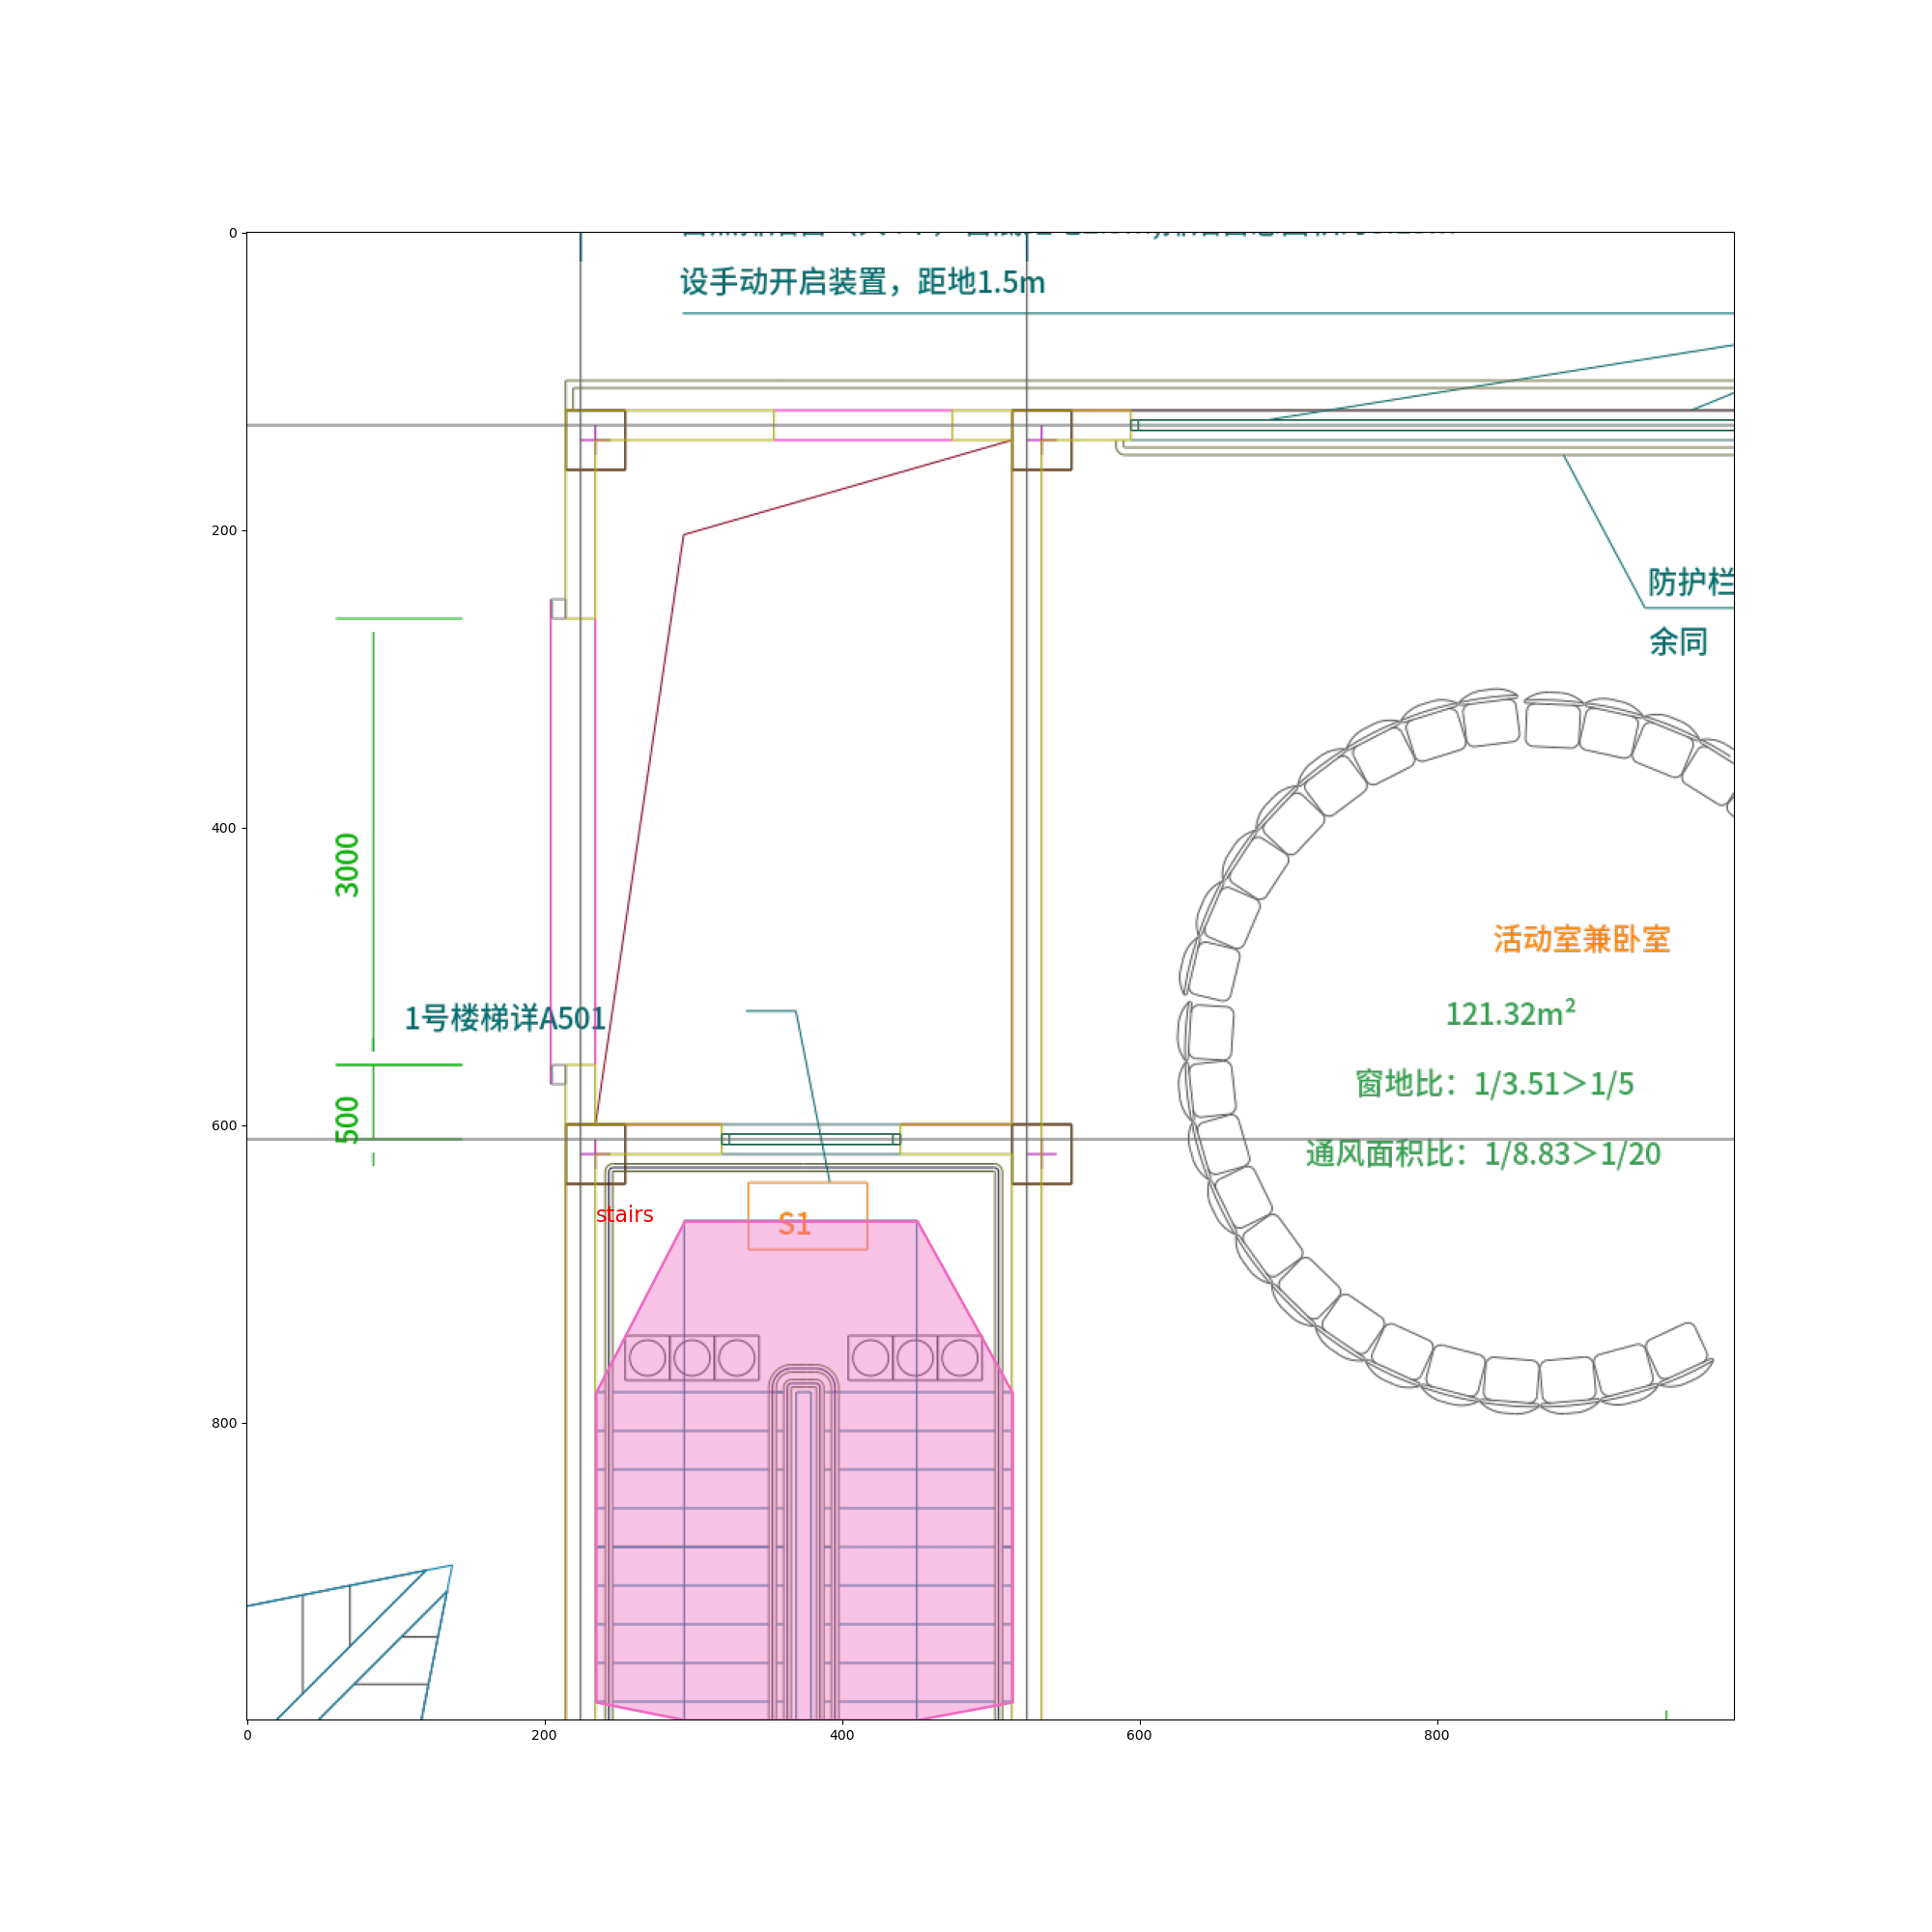 设手动开启装置，距地1.5m
防护栏
余同
3000
活动室兼卧室
1号楼梯详A501
121.32m²
窗地比：1/3.51＞1/5
500
通风面积比：1/8.83＞1/20
stairs
S1
0
200
400
600
800
0
200
400
600
800